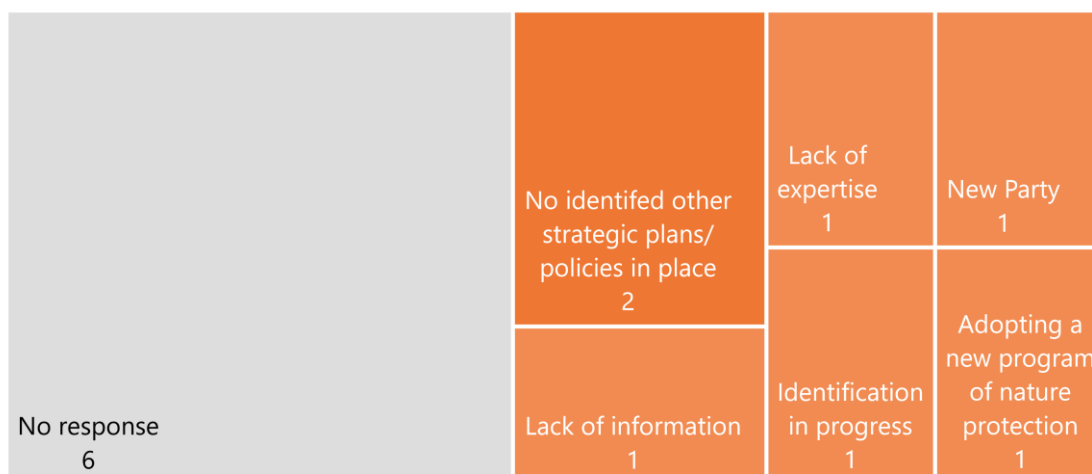 No response
6
No identifed other
strategic plans/
policies in place
2
Lack of information
1
Lack of
expertise
1
New Party
1
Identification
in progress
1
Adopting a
new program
of nature
protection
1